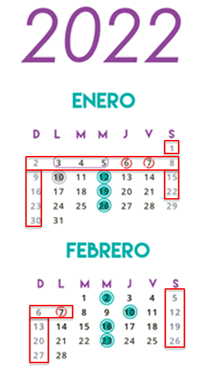 2022
ENERO
D L M M J V S
1
2 3 4 5 6 7 8
9 10 11 12 13 14 15
16 17 18 19 20 21 22
23 24 25 26 27 28 29
30 31
FEBRERO
D L M M J V S
1 2 3 4 5
6 7 8 9 10 11 12
13 14 15 16 17 18 19
20 21 22 23 24 25 26
27 28